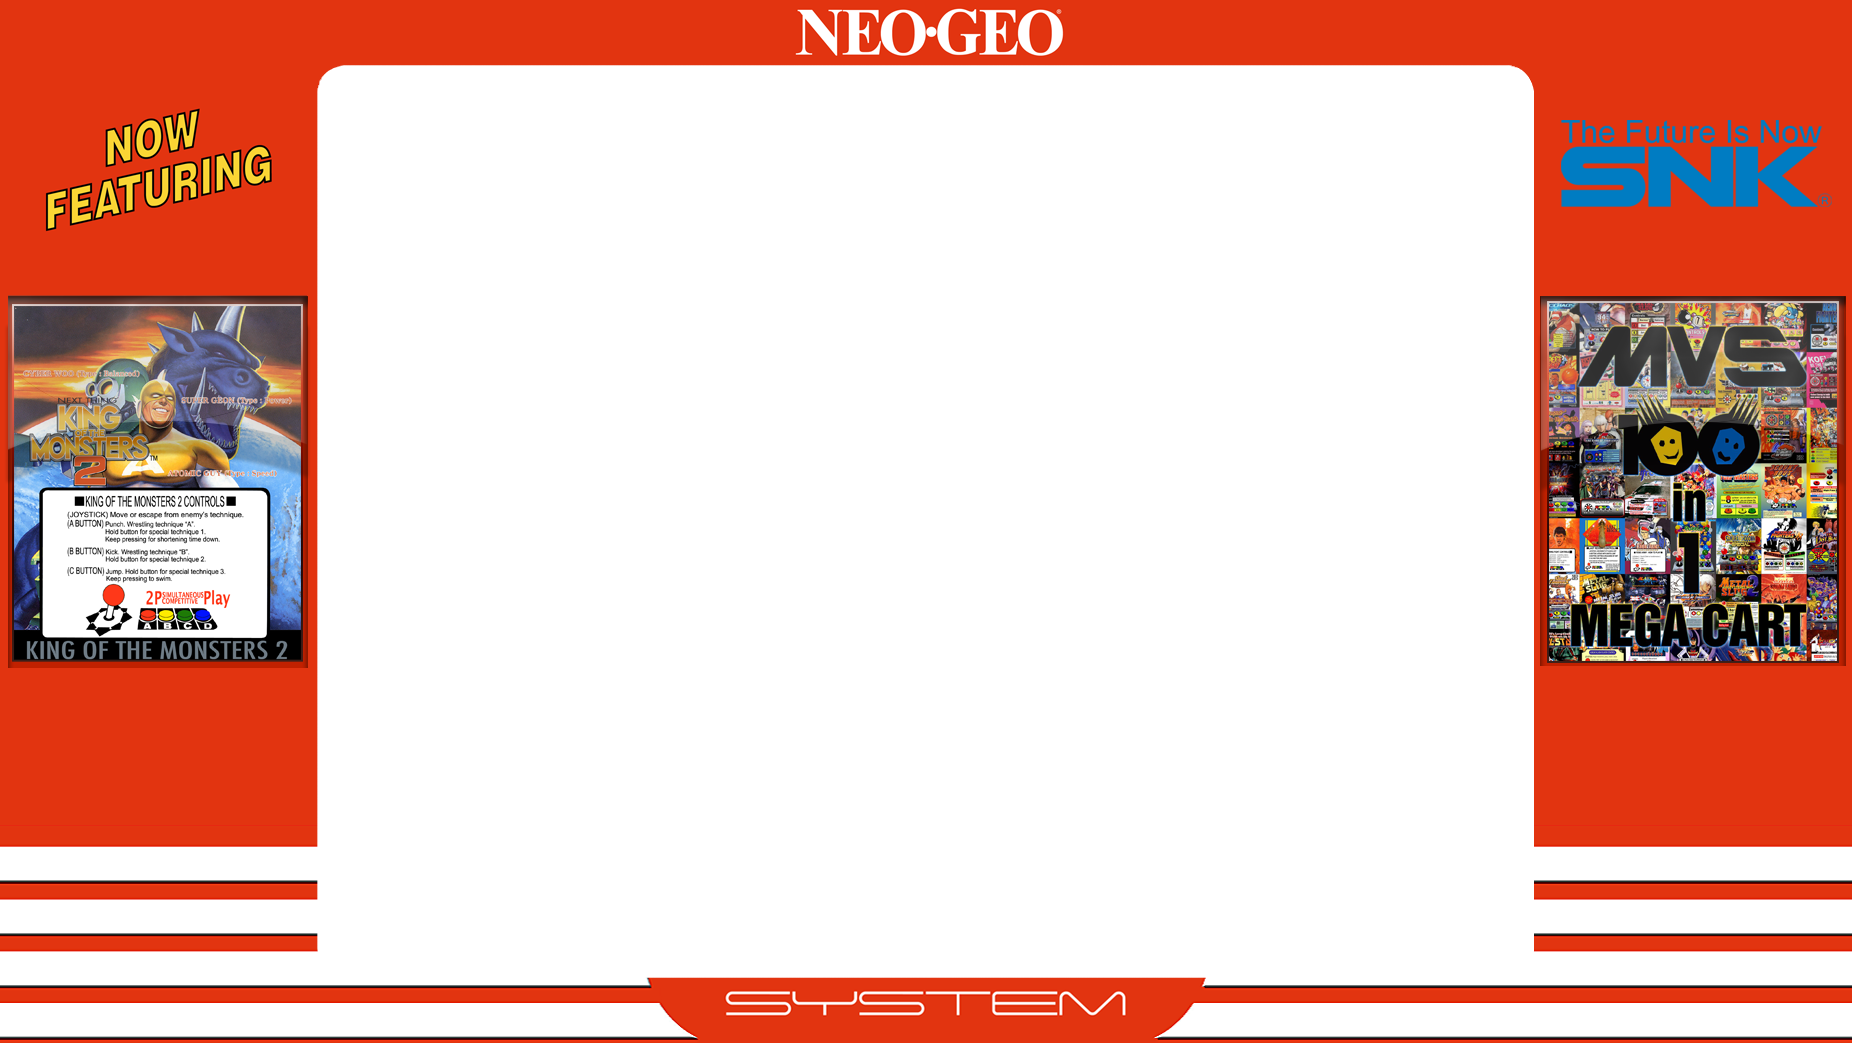 NEO•GEO®
NOW
FEATURING
The Future Is Now
SNK®
CYBER WOO (Type : Balanced)
SUPER GEON (Type : Power)
NEXT THING
KING
OF THE
MONSTERS
2
TM
ATOMIC GUY (Type : Speed)
■KING OF THE MONSTERS 2 CONTROLS■
(JOYSTICK) Move or escape from enemy's technique.
(A BUTTON) Punch. Wrestling technique "A".
Hold button for special technique 1.
Keep pressing for shortening time down.
(B BUTTON) Kick. Wrestling technique "B".
Hold button for special technique 2.
(C BUTTON) Jump. Hold button for special technique 3.
Keep pressing to swim.
2P SIMULTANEOUS COMPETITIVE Play
A B C D
KING OF THE MONSTERS 2
MVS
100
in
1
MEGA CART
SYSTEM